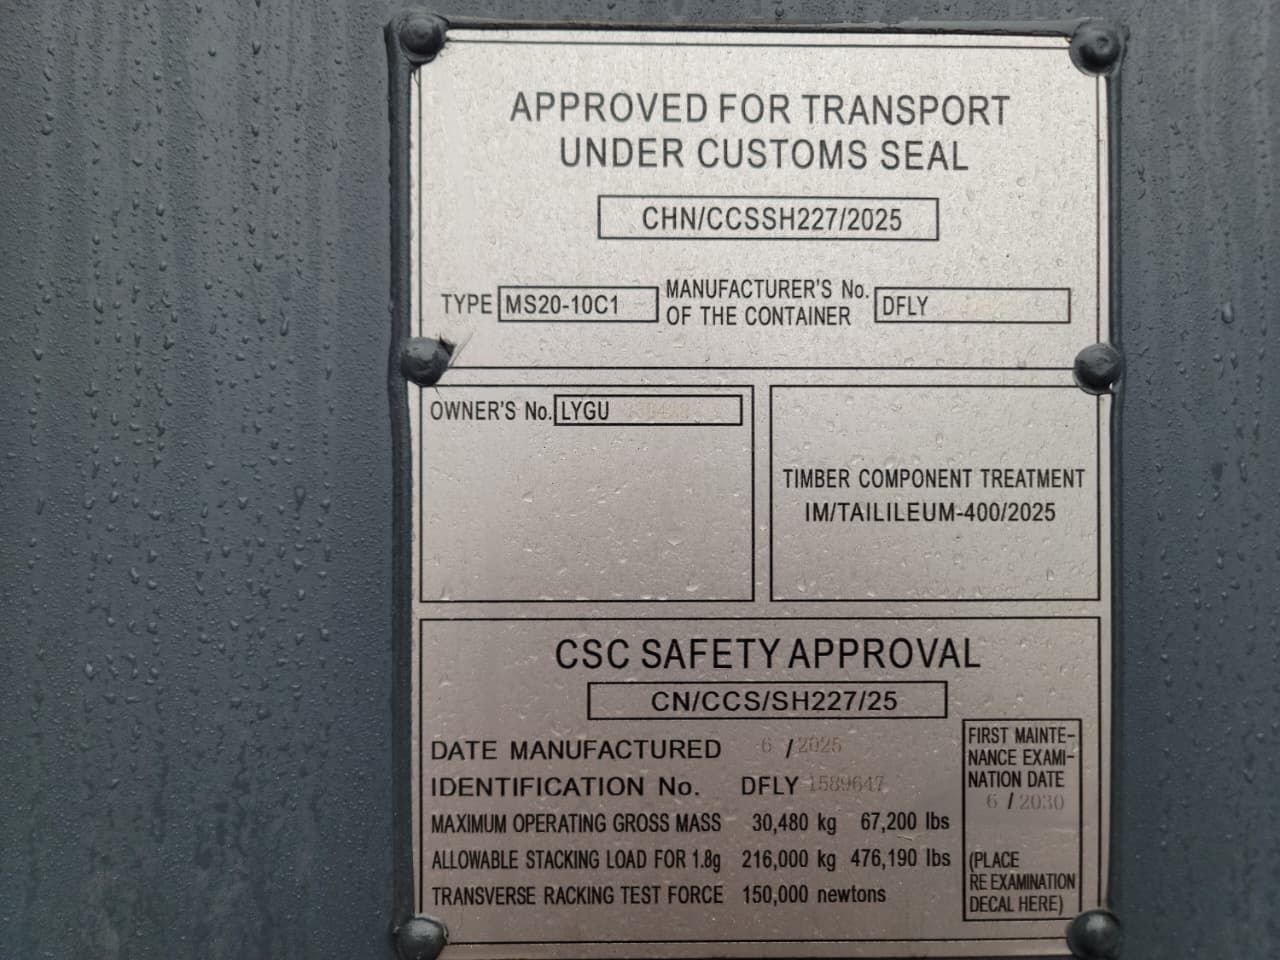 APPROVED FOR TRANSPORT
UNDER CUSTOMS SEAL
CHN/CCSSH227/2025
TYPE MS20-10C1 MANUFACTURER'S No. OF THE CONTAINER DFLY
OWNER'S No. LYGU
TIMBER COMPONENT TREATMENT
IM/TAILILEUM-400/2025
CSC SAFETY APPROVAL
CN/CCS/SH227/25
DATE MANUFACTURED 6 / 2025
IDENTIFICATION No. DFLY 1589647
MAXIMUM OPERATING GROSS MASS 30,480 kg 67,200 lbs
ALLOWABLE STACKING LOAD FOR 1.8g 216,000 kg 476,190 lbs
TRANSVERSE RACKING TEST FORCE 150,000 newtons
FIRST MAINTE-
NANCE EXAMI-
NATION DATE
6 / 2030
(PLACE
RE EXAMINATION
DECAL HERE)